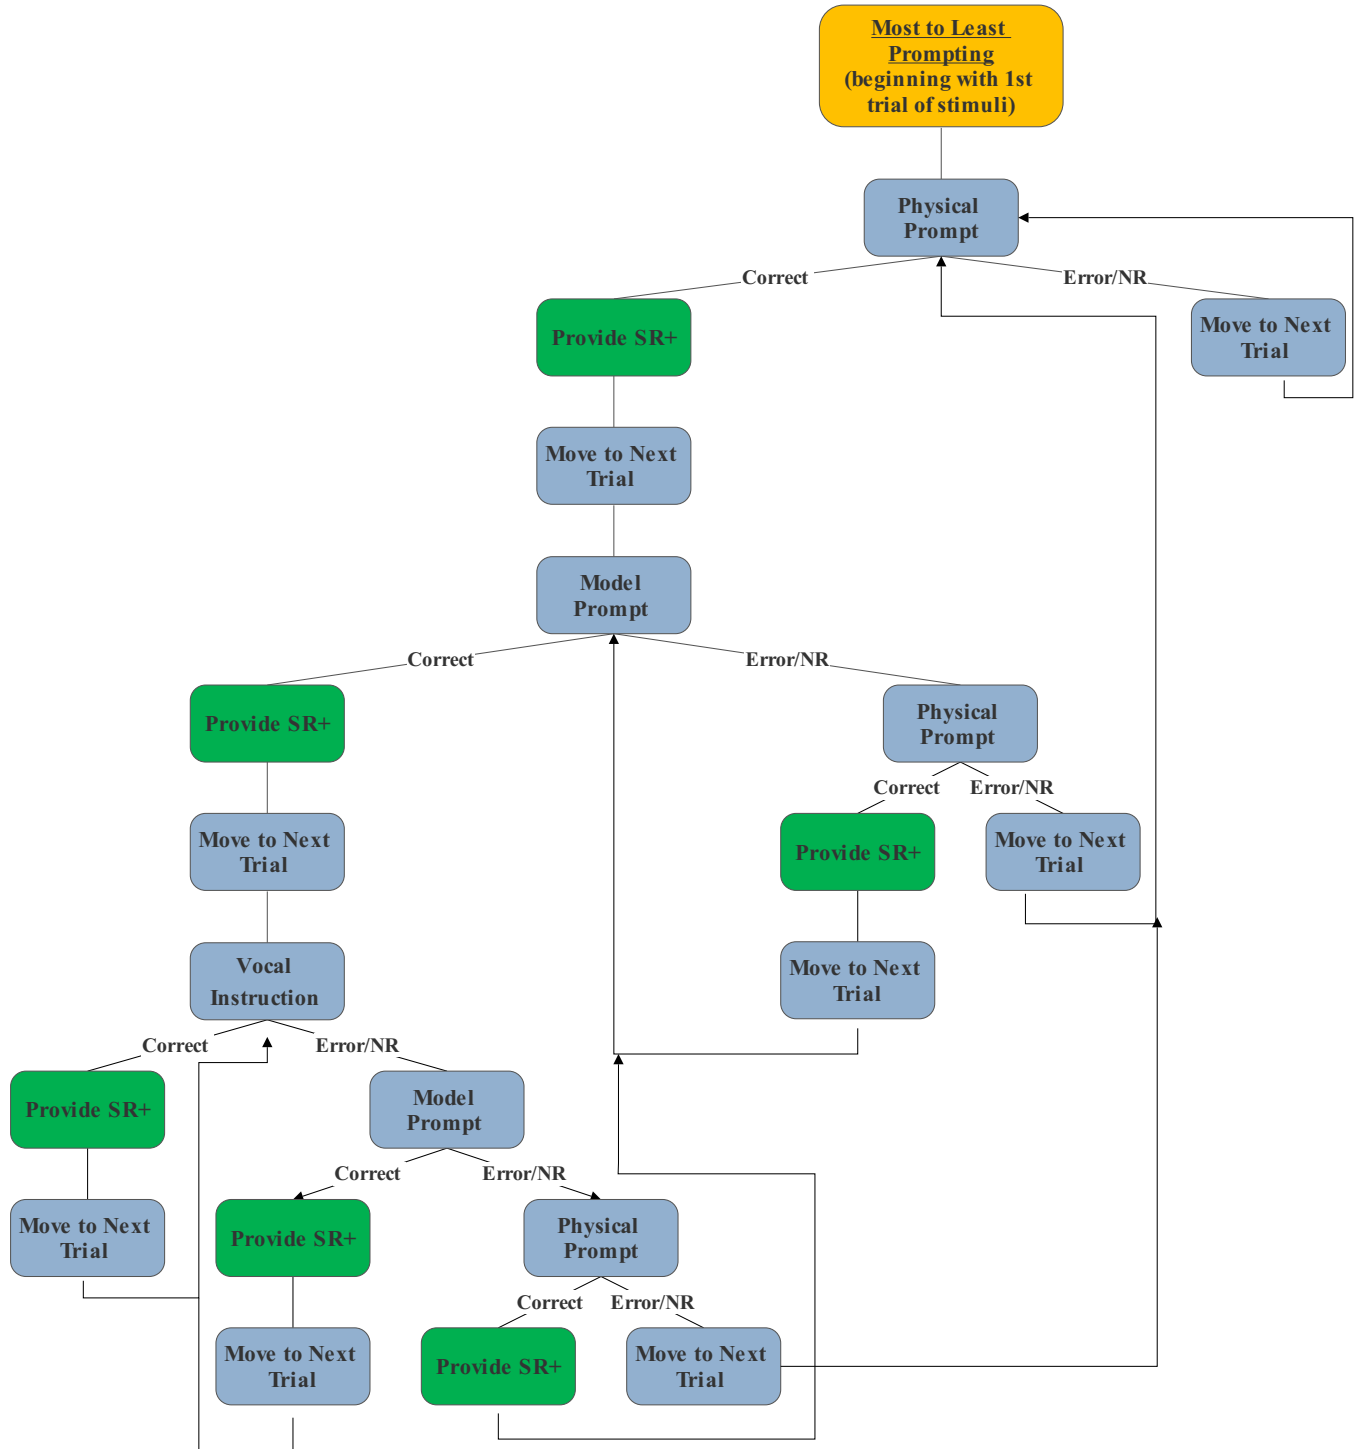 Most to Least
Prompting
(beginning with 1st
trial of stimuli)
Physical
Prompt
Correct
Error/NR
Provide SR+
Move to Next
Trial
Move to Next
Trial
Model
Prompt
Correct
Error/NR
Provide SR+
Physical
Prompt
Correct
Error/NR
Move to Next
Trial
Provide SR+
Move to Next
Trial
Vocal
Instruction
Move to Next
Trial
Correct
Error/NR
Provide SR+
Model
Prompt
Correct
Error/NR
Move to Next
Trial
Provide SR+
Physical
Prompt
Correct
Error/NR
Move to Next
Trial
Provide SR+
Move to Next
Trial